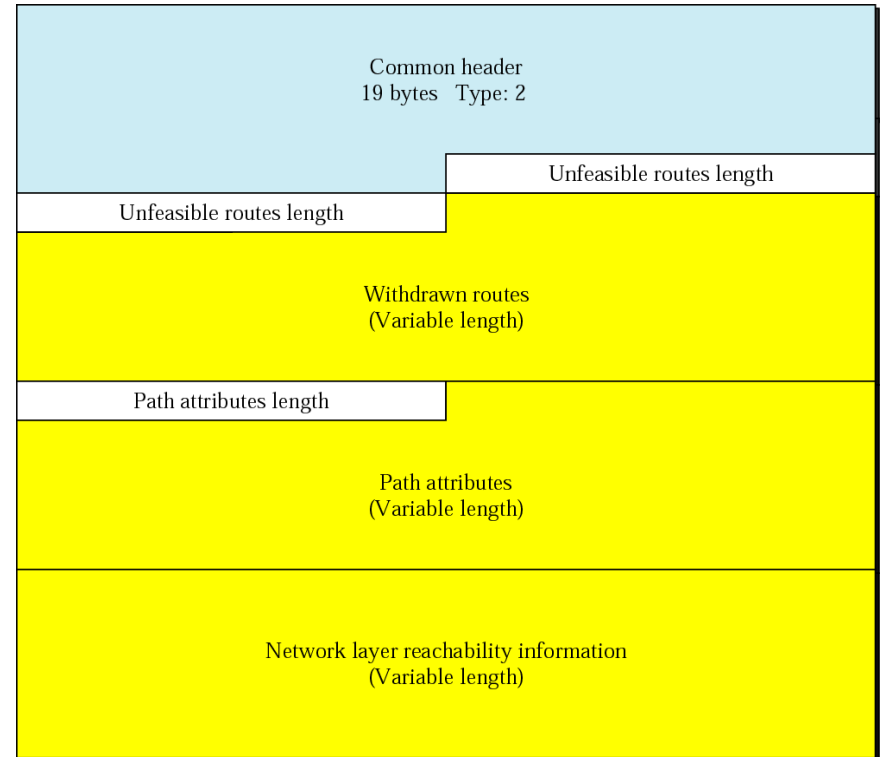 Common header
19 bytes Type: 2
Unfeasible routes length
Unfeasible routes length
Withdrawn routes
(Variable length)
Path attributes length
Path attributes
(Variable length)
Network layer reachability information
(Variable length)